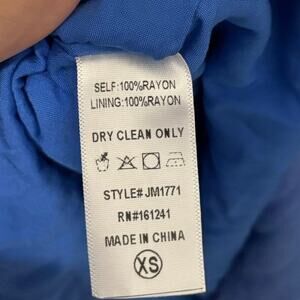 SELF:100%RAYON
LINING:100%RAYON
DRY CLEAN ONLY
STYLE# JM1771
RN#161241
MADE IN CHINA
XS